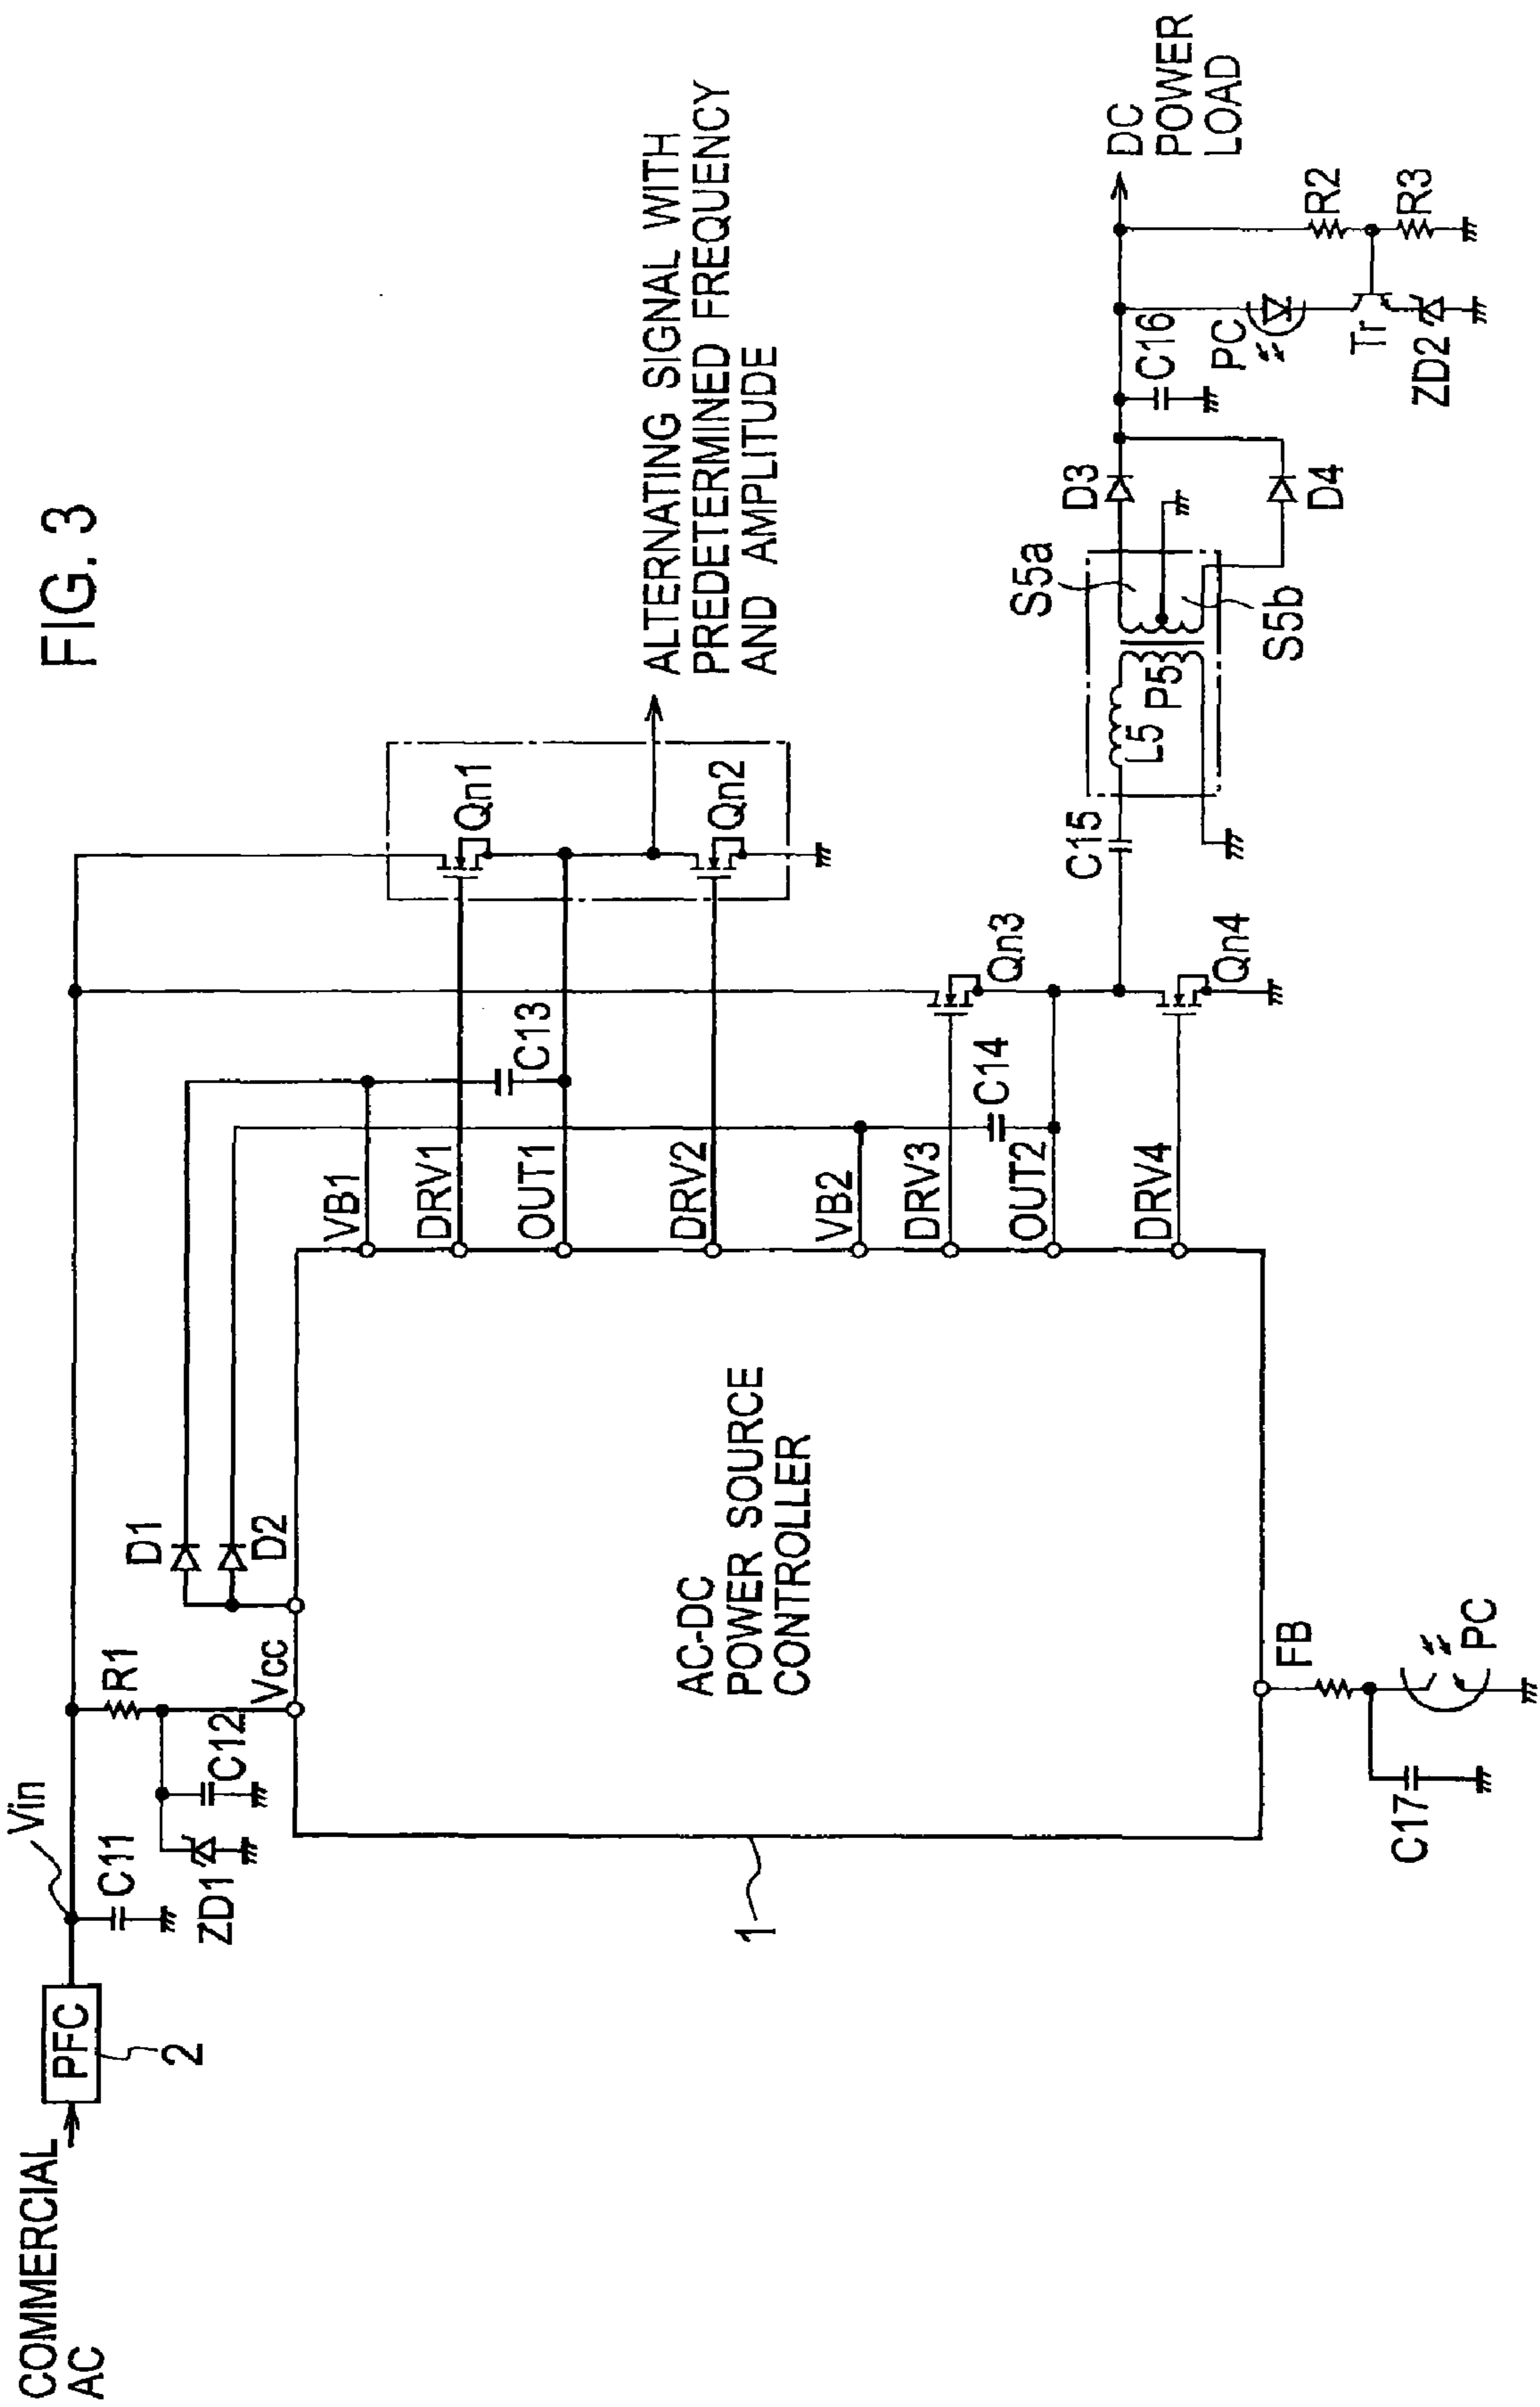 FIG. 3
COMMERCIAL
AC
PFC
2
Vin
C11
ZD1
C12
R1
Vcc
D1
D2
1
AC-DC
POWER SOURCE
CONTROLLER
VB1
DRV1
OUT1
DRV2
VB2
DRV3
OUT2
DRV4
FB
C17
PC
C13
C14
Qn1
Qn2
ALTERNATING SIGNAL WITH
PREDETERMINED FREQUENCY
AND AMPLITUDE
Qn3
Qn4
C15
L5
P5
S5a
S5b
D3
D4
C16
PC
Tr
ZD2
R2
R3
DC
POWER
LOAD